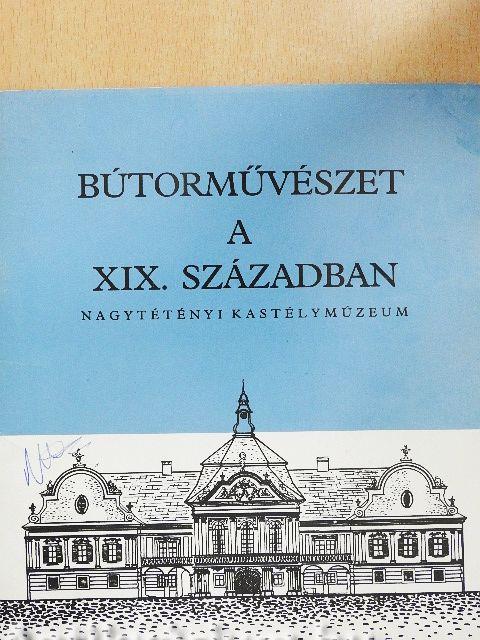 BÚTORMŰVÉSZET
A
XIX. SZÁZADBAN
NAGYTÉTÉNYI KASTÉLYMÚZEUM